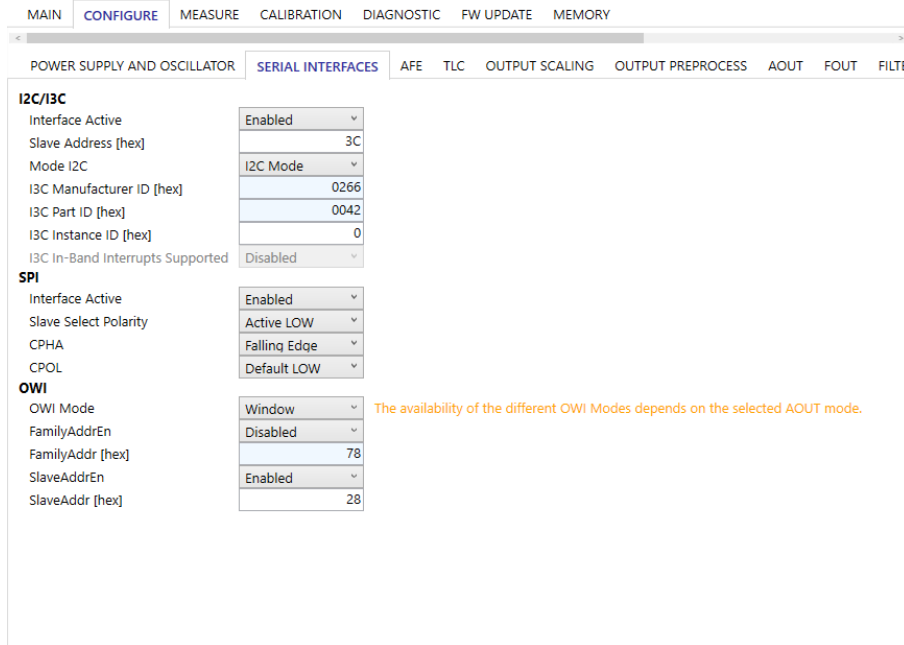 MAIN CONFIGURE MEASURE CALIBRATION DIAGNOSTIC FW UPDATE MEMORY
POWER SUPPLY AND OSCILLATOR SERIAL INTERFACES AFE TLC OUTPUT SCALING OUTPUT PREPROCESS AOUT FOUT FILTE
I2C/I3C
Interface Active Enabled
Slave Address [hex] 3C
Mode I2C I2C Mode
I3C Manufacturer ID [hex] 0266
I3C Part ID [hex] 0042
I3C Instance ID [hex] 0
I3C In-Band Interrupts Supported Disabled
SPI
Interface Active Enabled
Slave Select Polarity Active LOW
CPHA Falling Edge
CPOL Default LOW
OWI
OWI Mode Window The availability of the different OWI Modes depends on the selected AOUT mode.
FamilyAddrEn Disabled
FamilyAddr [hex] 78
SlaveAddrEn Enabled
SlaveAddr [hex] 28